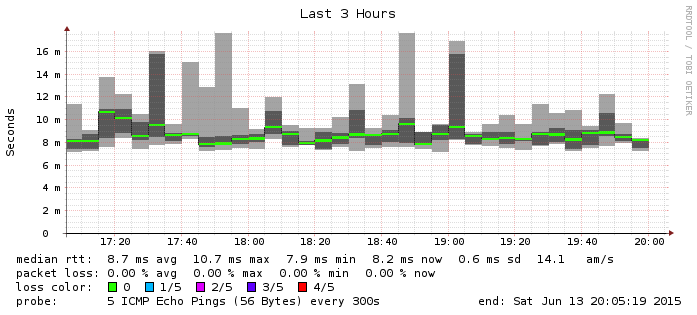 Last 3 Hours
RRDTOOL / TOBI OETIKER
Seconds
16 m
14 m
12 m
10 m
8 m
6 m
4 m
2 m
0
17:20 17:40 18:00 18:20 18:40 19:00 19:20 19:40 20:00
median rtt: 8.7 ms avg 10.7 ms max 7.9 ms min 8.2 ms now 0.6 ms sd 14.1 am/s
packet loss: 0.00 % avg 0.00 % max 0.00 % min 0.00 % now
loss color: 0 1/5 2/5 3/5 4/5
probe: 5 ICMP Echo Pings (56 Bytes) every 300s end: Sat Jun 13 20:05:19 2015